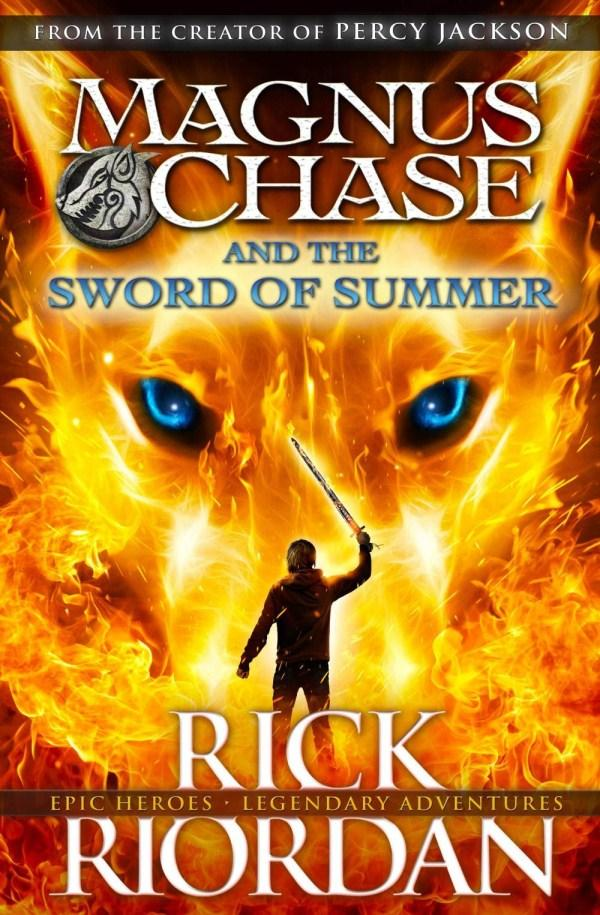 FROM THE CREATOR OF PERCY JACKSON
MAGNUS
CHASE
AND THE
SWORD OF SUMMER
RICK
EPIC HEROES · LEGENDARY ADVENTURES
RIORDAN